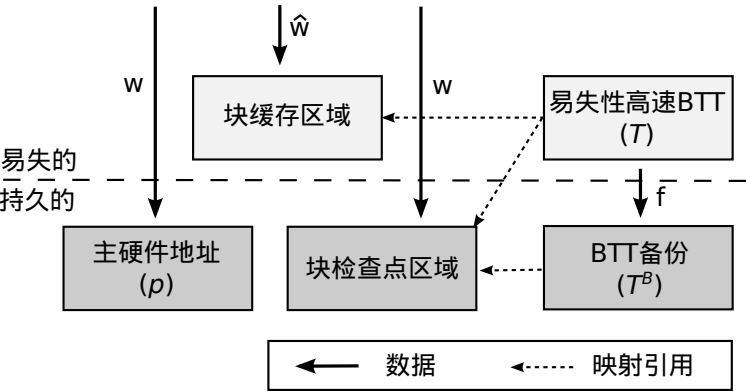 ŵ
w
w
块缓存区域
易失性高速BTT
(T)
易失的
持久的
f
主硬件地址
(p)
块检查点区域
BTT备份
(Tᴮ)
数据
映射引用